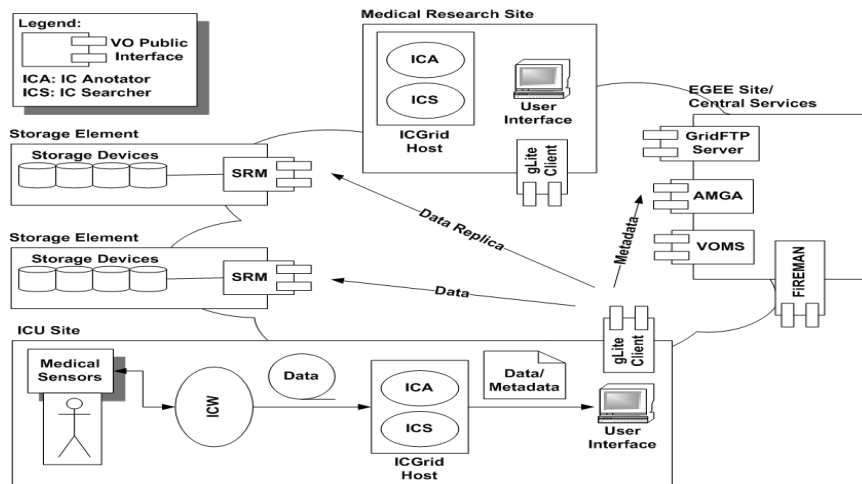 Legend:
VO Public
Interface
ICA: IC Anotator
ICS: IC Searcher
Medical Research Site
ICA
ICS
ICGrid
Host
User
Interface
gLite
Client
EGEE Site/
Central Services
GridFTP
Server
AMGA
VOMS
FiREMAN
Storage Element
Storage Devices
SRM
Data Replica
Metadata
Storage Element
Storage Devices
SRM
Data
ICU Site
gLite
Client
Medical
Sensors
ICW
Data
ICA
ICS
ICGrid
Host
Data/
Metadata
User
Interface